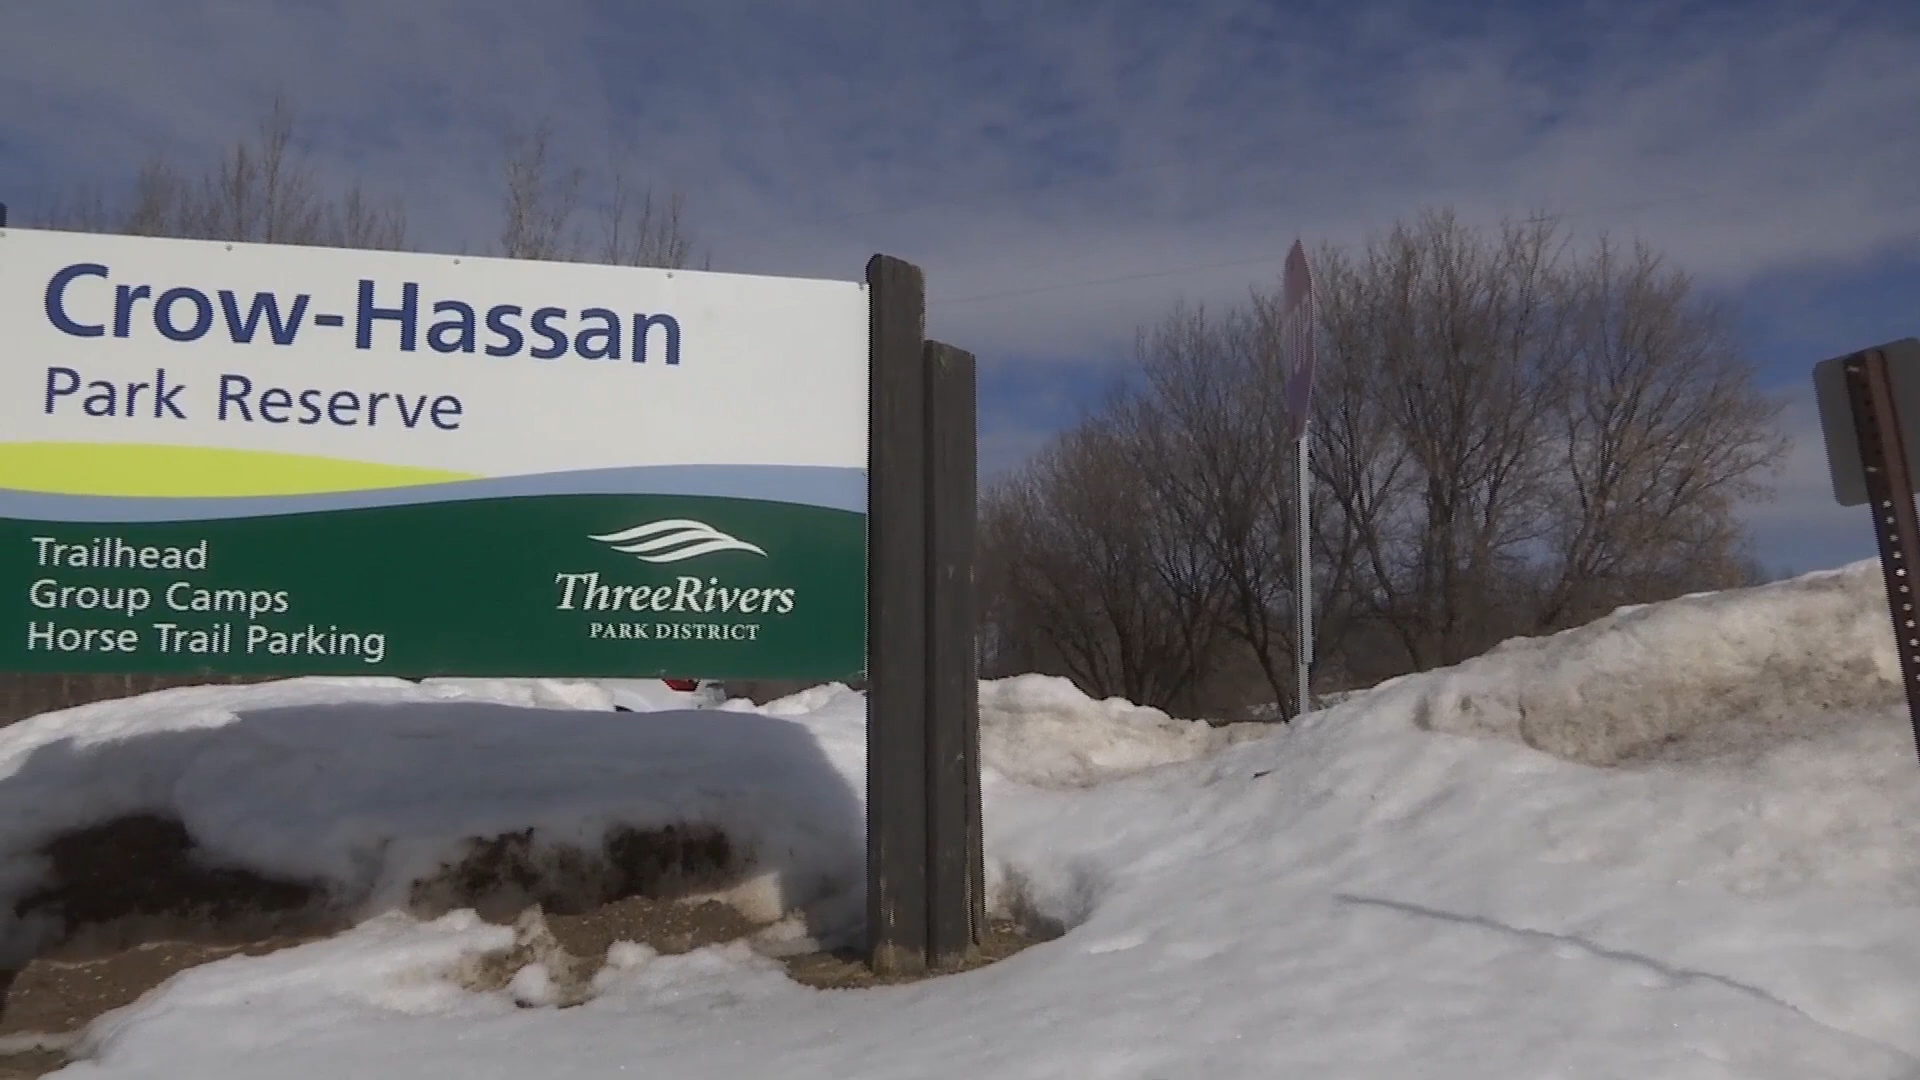 Crow-Hassan
Park Reserve
Trailhead
Group Camps
Horse Trail Parking
ThreeRivers
PARK DISTRICT